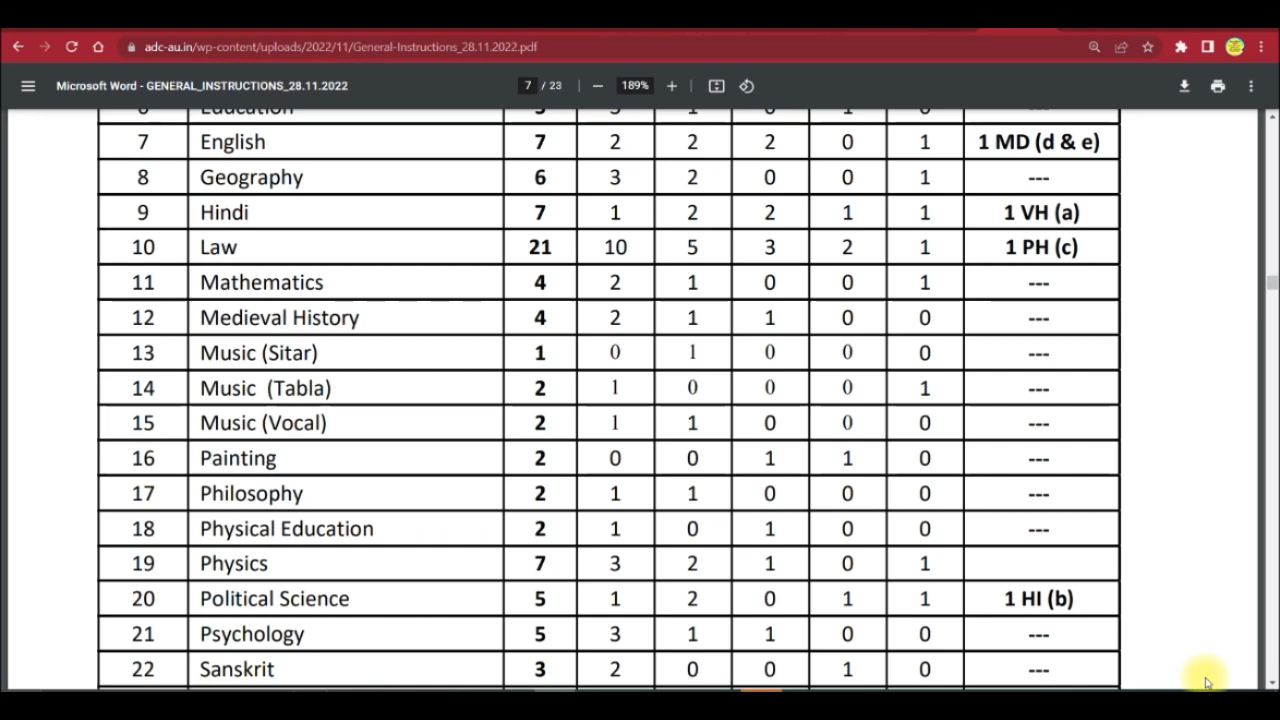 adc-au.in/wp-content/uploads/2022/11/General-Instructions_28.11.2022.pdf
Microsoft Word - GENERAL_INSTRUCTIONS_28.11.2022 7 / 23 189%
Education 1 1
7 English 7 2 2 2 0 1 1 MD (d & e)
8 Geography 6 3 2 0 0 1 ---
9 Hindi 7 1 2 2 1 1 1 VH (a)
10 Law 21 10 5 3 2 1 1 PH (c)
11 Mathematics 4 2 1 0 0 1 ---
12 Medieval History 4 2 1 1 0 0 ---
13 Music (Sitar) 1 0 1 0 0 0 ---
14 Music (Tabla) 2 1 0 0 0 1 ---
15 Music (Vocal) 2 1 1 0 0 0 ---
16 Painting 2 0 0 1 1 0 ---
17 Philosophy 2 1 1 0 0 0 ---
18 Physical Education 2 1 0 1 0 0 ---
19 Physics 7 3 2 1 0 1
20 Political Science 5 1 2 0 1 1 1 HI (b)
21 Psychology 5 3 1 1 0 0 ---
22 Sanskrit 3 2 0 0 1 0 ---